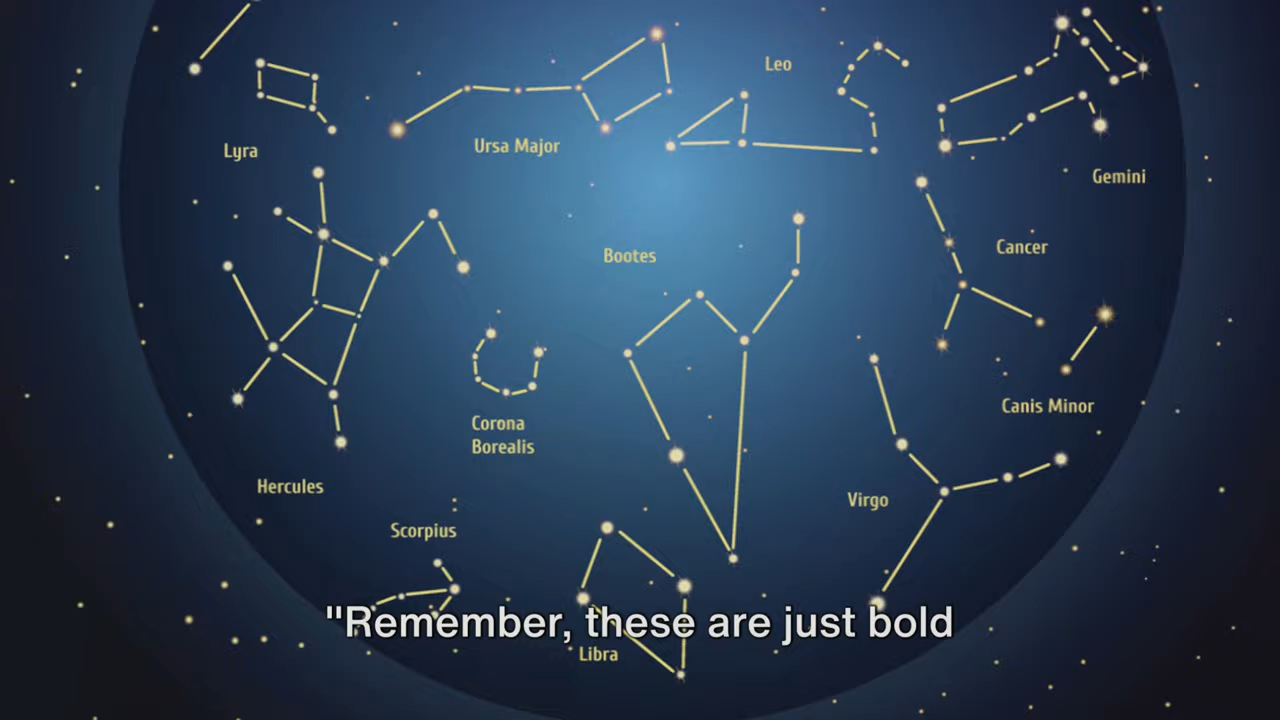 Leo
Ursa Major
Lyra
Gemini
Cancer
Bootes
Canis Minor
Corona
Borealis
Hercules
Virgo
Scorpius
"Remember, these are just bold
Libra